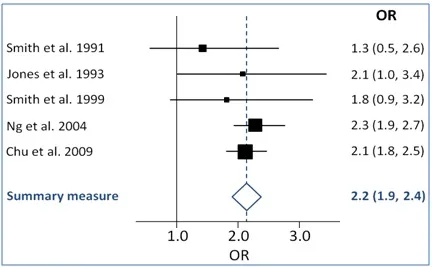 OR
Smith et al. 1991 1.3 (0.5, 2.6)
Jones et al. 1993 2.1 (1.0, 3.4)
Smith et al. 1999 1.8 (0.9, 3.2)
Ng et al. 2004 2.3 (1.9, 2.7)
Chu et al. 2009 2.1 (1.8, 2.5)
Summary measure 2.2 (1.9, 2.4)
1.0 2.0 3.0
OR